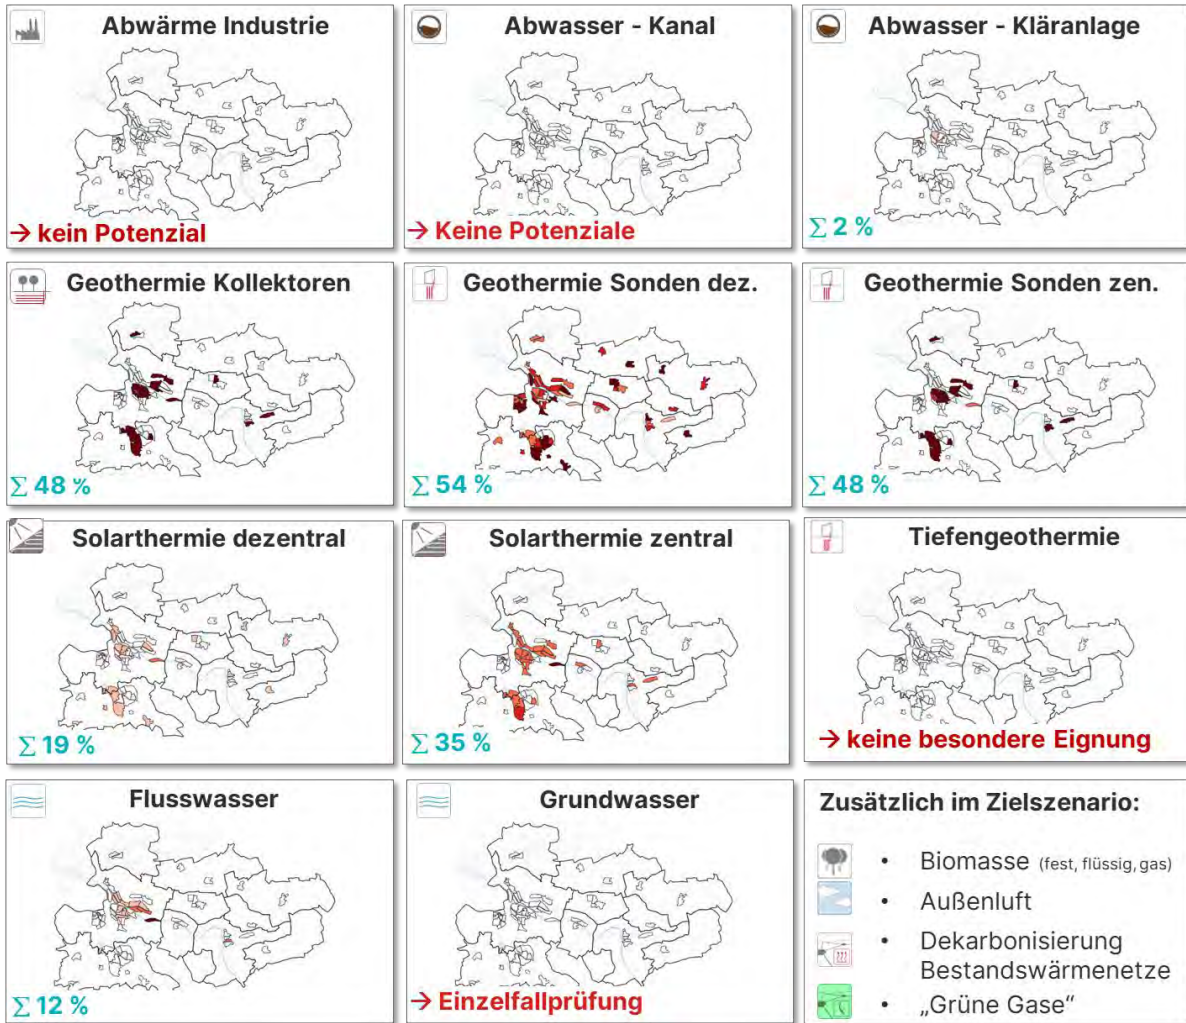 Abwärme Industrie
→ kein Potenzial
Abwasser - Kanal
→ Keine Potenziale
Abwasser - Kläranlage
∑ 2 %
Geothermie Kollektoren
∑ 48 %
Geothermie Sonden dez.
∑ 54 %
Geothermie Sonden zen.
∑ 48 %
Solarthermie dezentral
∑ 19 %
Solarthermie zentral
∑ 35 %
Tiefengeothermie
→ keine besondere Eignung
Flusswasser
∑ 12 %
Grundwasser
→ Einzelfallprüfung
Zusätzlich im Zielszenario:
• Biomasse (fest, flüssig, gas)
• Außenluft
• Dekarbonisierung
Bestandswärmenetze
• „Grüne Gase“